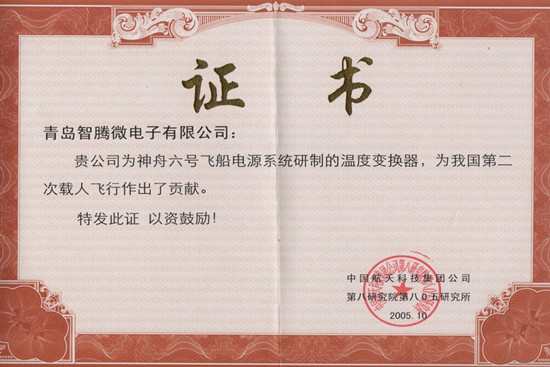 证 书
青岛智腾微电子有限公司：
贵公司为神舟六号飞船电源系统研制的温度变换器，为我国第二
次载人飞行作出了贡献。
特发此证 以资鼓励！
中国航天科技集团公司
第八研究院第八0五研究所
2005.10